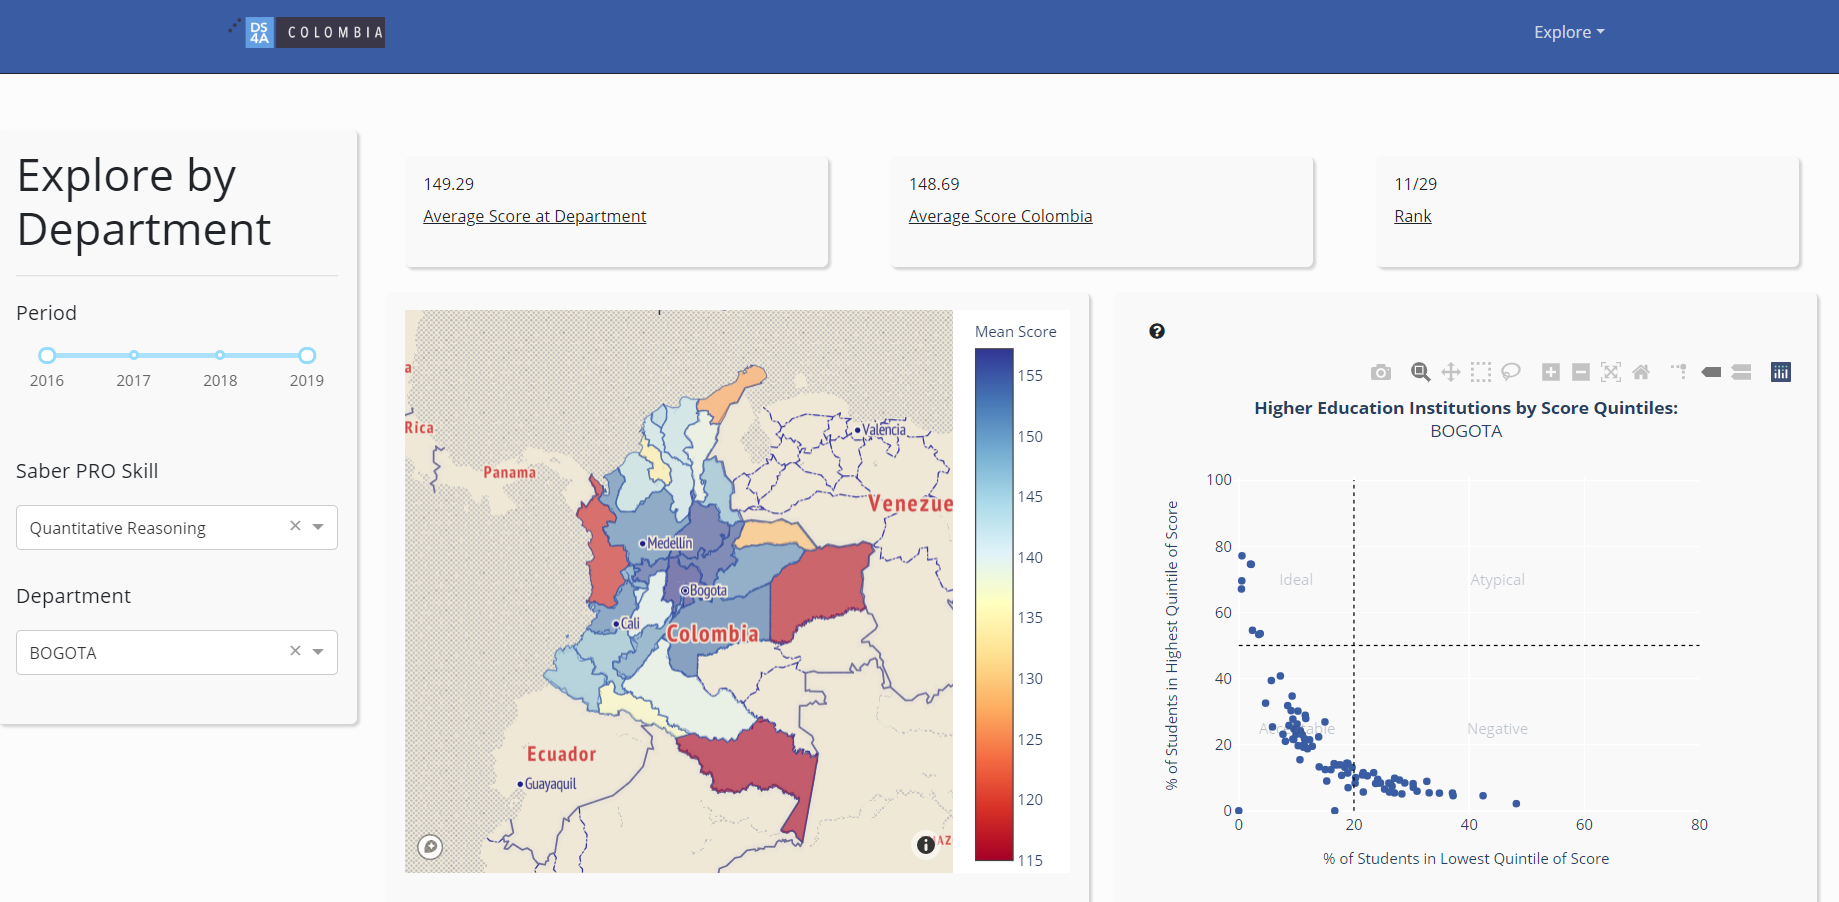 DS
4A
COLOMBIA
Explore
Explore by
Department
Period
2016 2017 2018 2019
Saber PRO Skill
Quantitative Reasoning
Department
BOGOTA
149.29
Average Score at Department
148.69
Average Score Colombia
11/29
Rank
a
Rica
Panama
Valencia
Venezue
Medellin
Bogota
Cali
Colombia
Ecuador
Guayaquil
AZ
Mean Score
155
150
145
140
135
130
125
120
115
Higher Education Institutions by Score Quintiles:
BOGOTA
% of Students in Highest Quintile of Score
100
80
60
40
20
0
Ideal
Atypical
Acceptable
Negative
0 20 40 60 80
% of Students in Lowest Quintile of Score